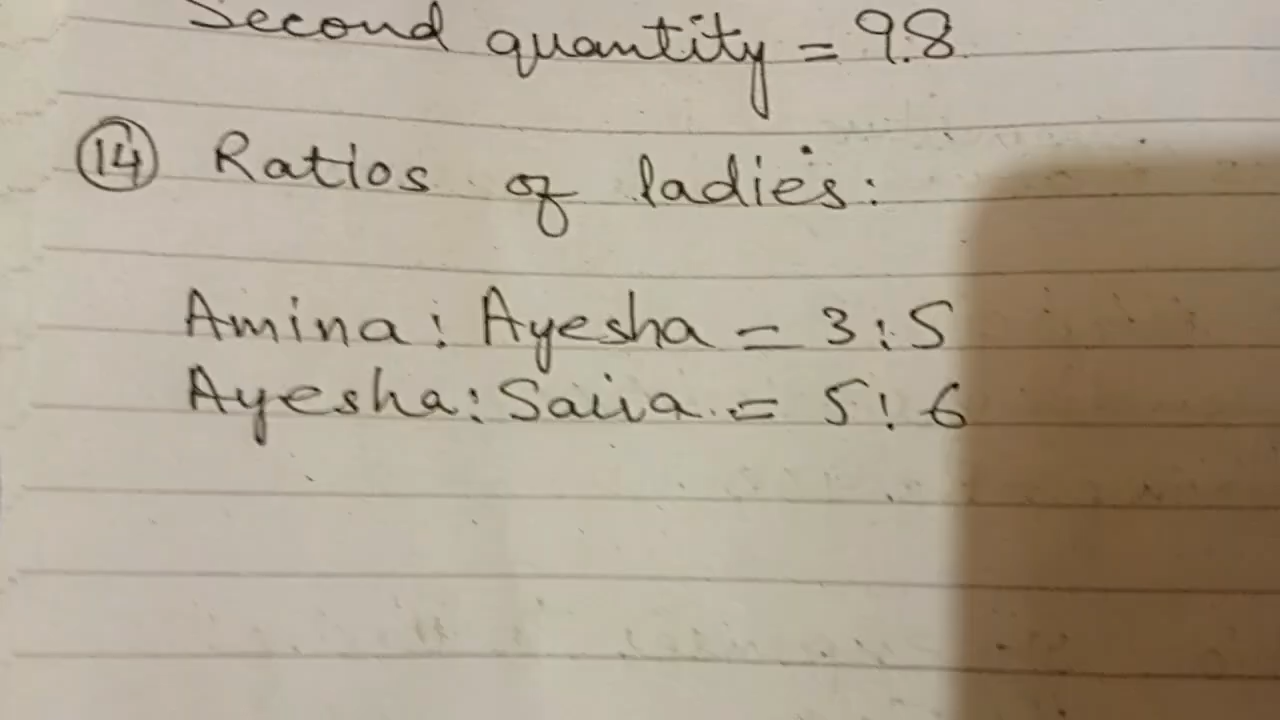 Second quantity = 9.8
14 Ratios of ladies:
Amina : Ayesha = 3 : 5
Ayesha : Saiia = 5 : 6